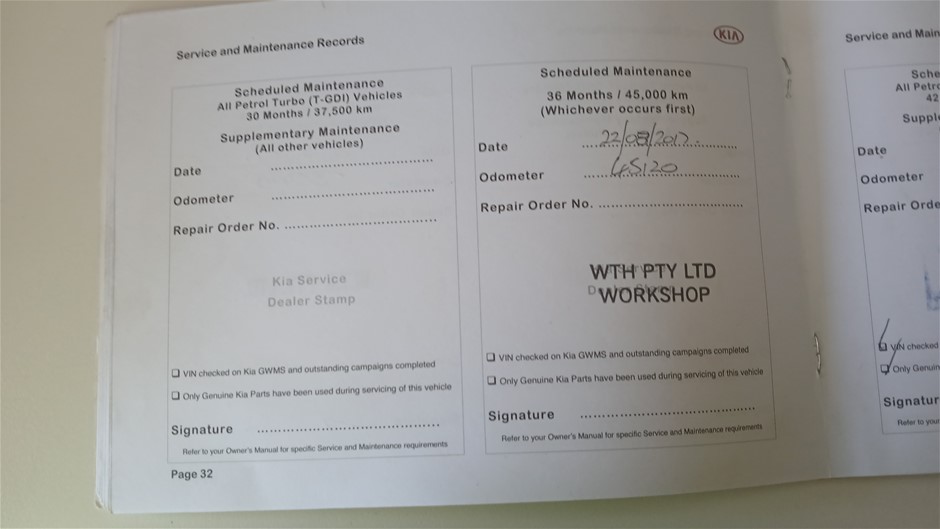 Service and Maintenance Records
KIA
Scheduled Maintenance
All Petrol Turbo (T-GDI) Vehicles
30 Months / 37,500 km
Supplementary Maintenance
(All other vehicles)
Date
Odometer
Repair Order No.
Kia Service
Dealer Stamp
VIN checked on Kia GWMS and outstanding campaigns completed
Only Genuine Kia Parts have been used during servicing of this vehicle
Signature
Refer to your Owner's Manual for specific Service and Maintenance requirements
Page 32
Scheduled Maintenance
36 Months / 45,000 km
(Whichever occurs first)
Date 22/08/2017
Odometer 45120
Repair Order No.
WTH PTY LTD
WORKSHOP
VIN checked on Kia GWMS and outstanding campaigns completed
Only Genuine Kia Parts have been used during servicing of this vehicle
Signature
Refer to your Owner's Manual for specific Service and Maintenance requirements
Service and Main
Sche
All Petro
42
Supple
Date
Odometer
Repair Orde
VIN checked
Only Genuin
Signatur
Refer to your